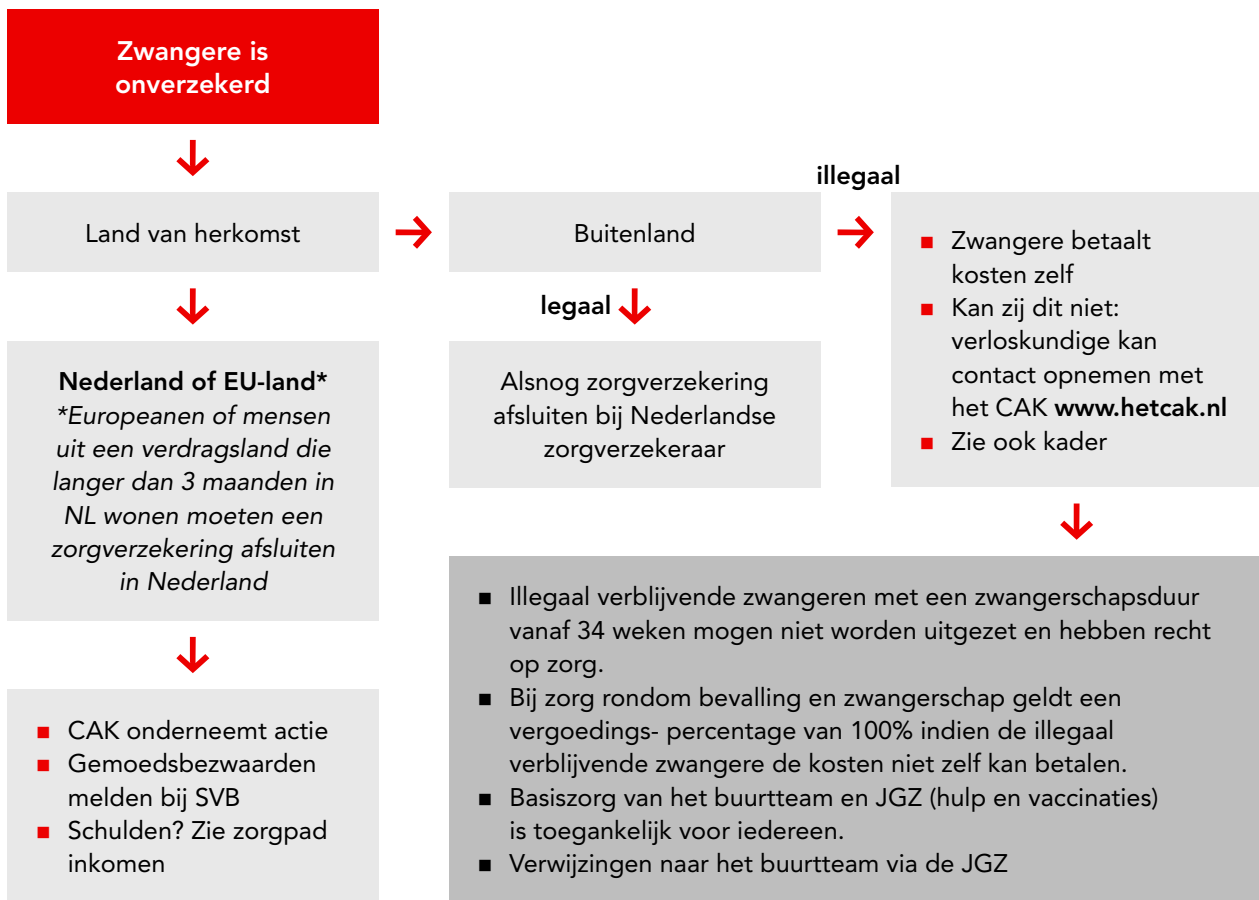 Zwangere is
onverzekerd
Land van herkomst
Buitenland
illegaal
■ Zwangere betaalt
kosten zelf
■ Kan zij dit niet:
verloskundige kan
contact opnemen met
het CAK www.hetcak.nl
■ Zie ook kader
legaal
Nederland of EU-land*
*Europeanen of mensen
uit een verdragsland die
langer dan 3 maanden in
NL wonen moeten een
zorgverzekering afsluiten
in Nederland
Alsnog zorgverzekering
afsluiten bij Nederlandse
zorgverzekeraar
■ CAK onderneemt actie
■ Gemoedsbezwaarden
melden bij SVB
■ Schulden? Zie zorgpad
inkomen
■ Illegaal verblijvende zwangeren met een zwangerschapsduur
vanaf 34 weken mogen niet worden uitgezet en hebben recht
op zorg.
■ Bij zorg rondom bevalling en zwangerschap geldt een
vergoedings- percentage van 100% indien de illegaal
verblijvende zwangere de kosten niet zelf kan betalen.
■ Basiszorg van het buurtteam en JGZ (hulp en vaccinaties)
is toegankelijk voor iedereen.
■ Verwijzingen naar het buurtteam via de JGZ